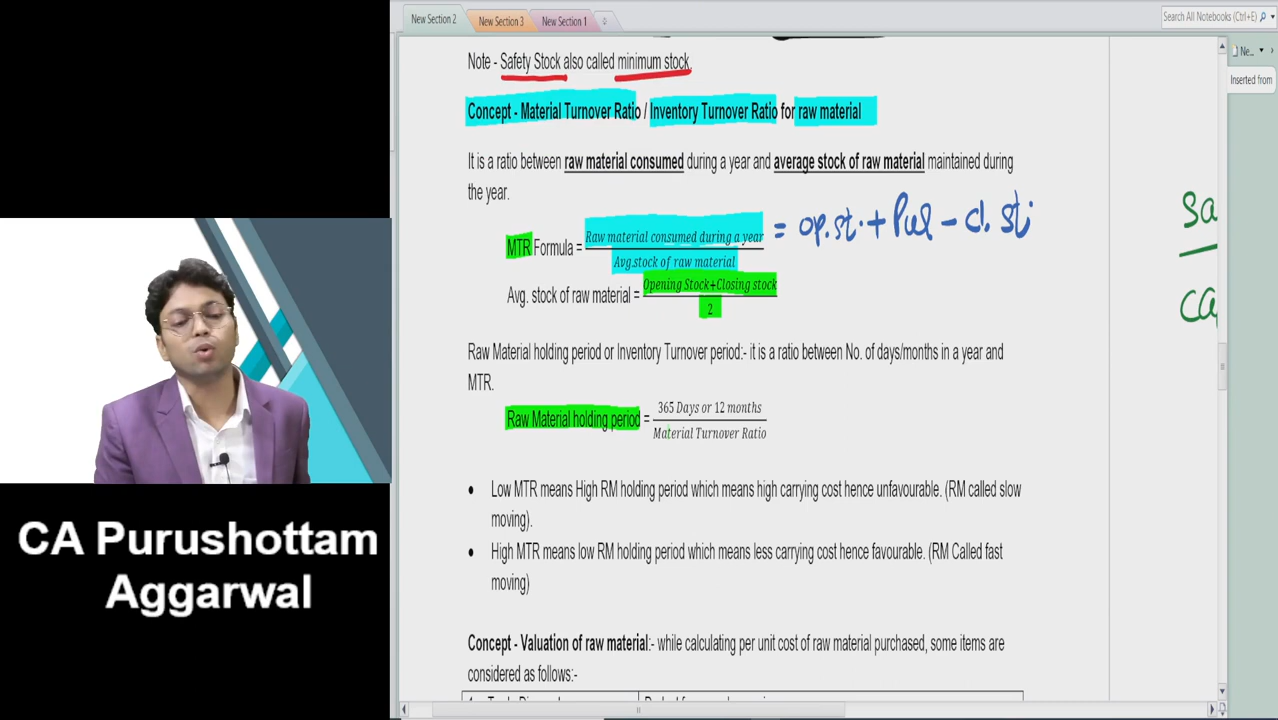 New Section 2
New Section 3
New Section 1
Search All Notebooks (Ctrl+E)
Ne...
Inserted from
Note - Safety Stock also called minimum stock.
Concept - Material Turnover Ratio / Inventory Turnover Ratio for raw material
It is a ratio between raw material consumed during a year and average stock of raw material maintained during
the year.
MTR Formula = Raw material consumed during a year / Avg.stock of raw material = op.st. + Pur - cl. st.
Avg. stock of raw material = Opening Stock+Closing stock / 2
Raw Material holding period or Inventory Turnover period:- it is a ratio between No. of days/months in a year and
MTR.
Raw Material holding period = 365 Days or 12 months / Material Turnover Ratio
• Low MTR means High RM holding period which means high carrying cost hence unfavourable. (RM called slow
moving).
• High MTR means low RM holding period which means less carrying cost hence favourable. (RM Called fast
moving)
Concept - Valuation of raw material:- while calculating per unit cost of raw material purchased, some items are
considered as follows:-
CA Purushottam
Aggarwal
Sa
Ca